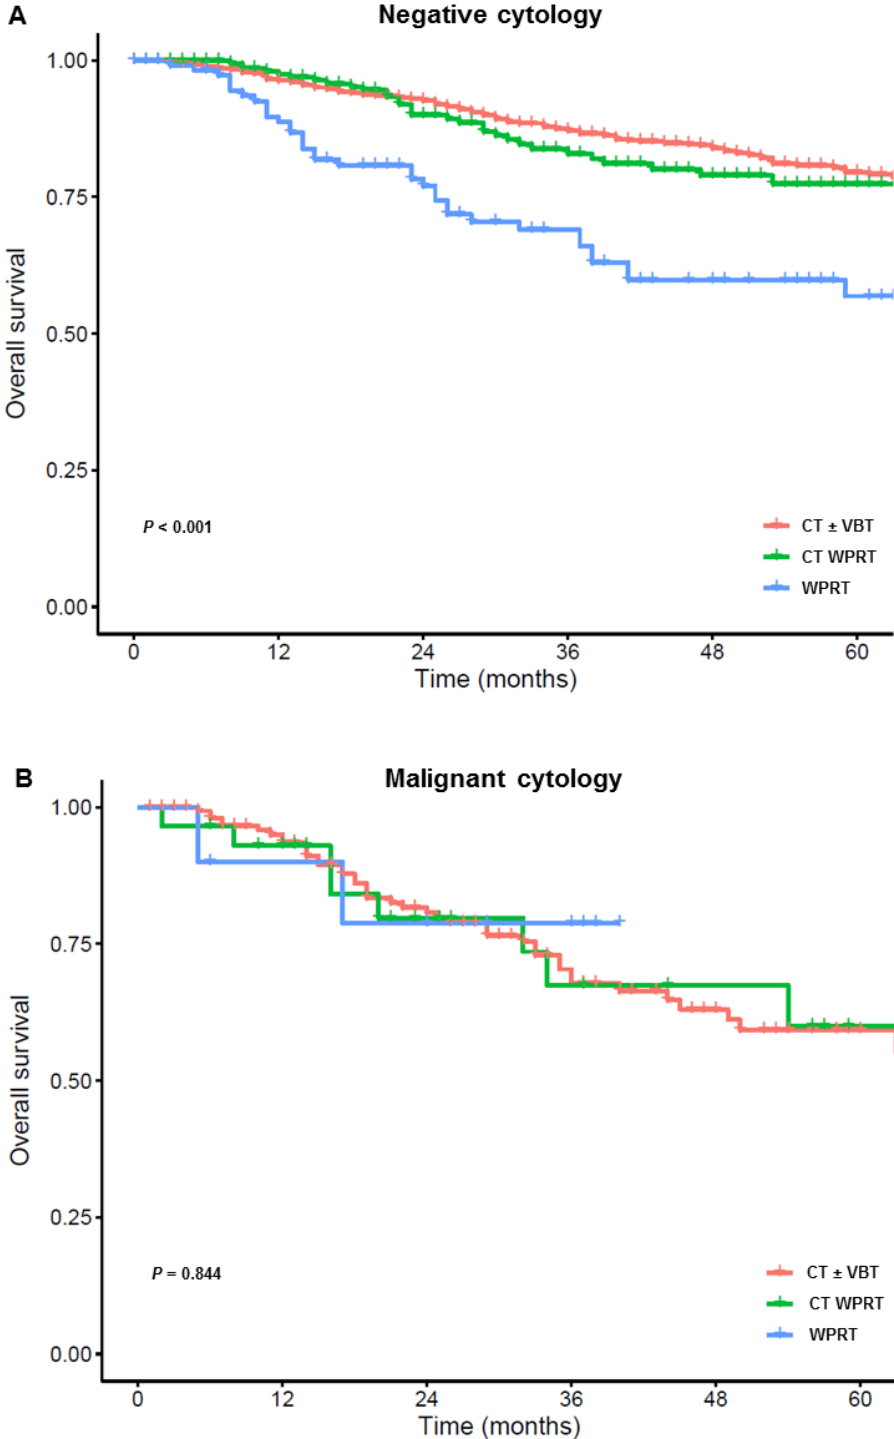 A
Negative cytology
1.00
0.75
0.50
0.25
0.00
Overall survival
P < 0.001
CT ± VBT
CT WPRT
WPRT
0 12 24 36 48 60
Time (months)
B
Malignant cytology
1.00
0.75
0.50
0.25
0.00
Overall survival
P = 0.844
CT ± VBT
CT WPRT
WPRT
0 12 24 36 48 60
Time (months)